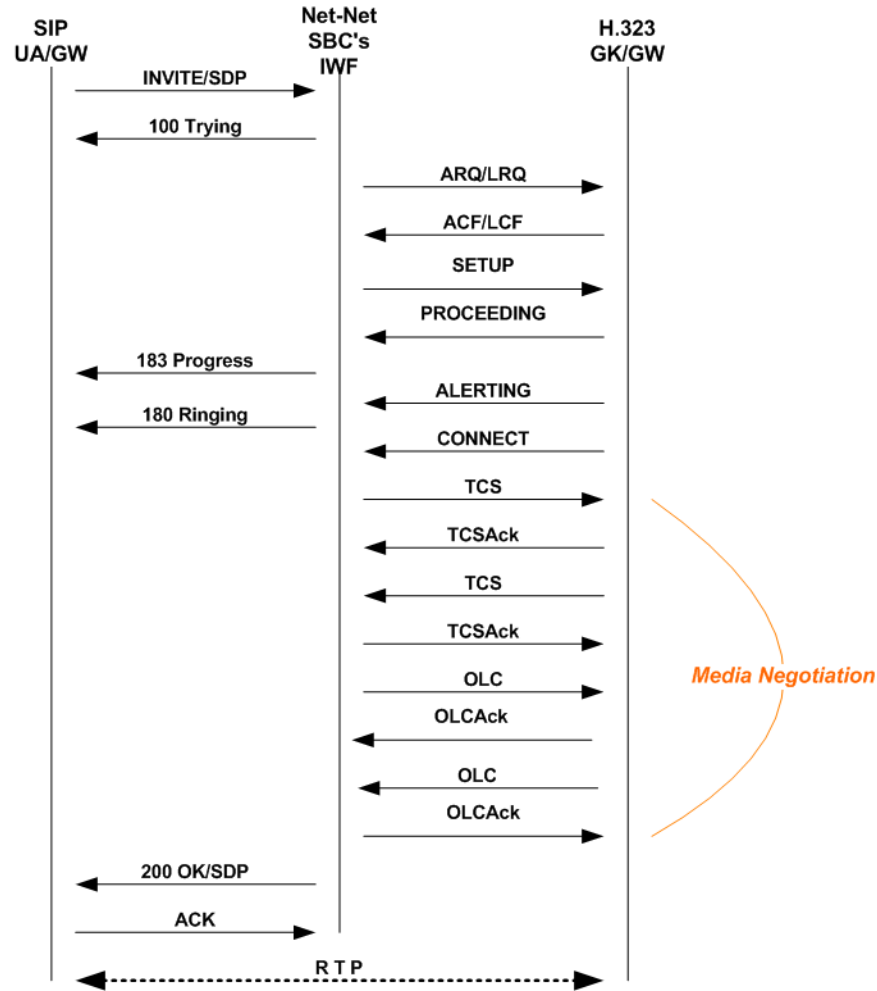 SIP
UA/GW
Net-Net
SBC's
IWF
H.323
GK/GW
INVITE/SDP
100 Trying
ARQ/LRQ
ACF/LCF
SETUP
PROCEEDING
183 Progress
ALERTING
180 Ringing
CONNECT
TCS
TCSAck
TCS
TCSAck
Media Negotiation
OLC
OLCAck
OLC
OLCAck
200 OK/SDP
ACK
R T P